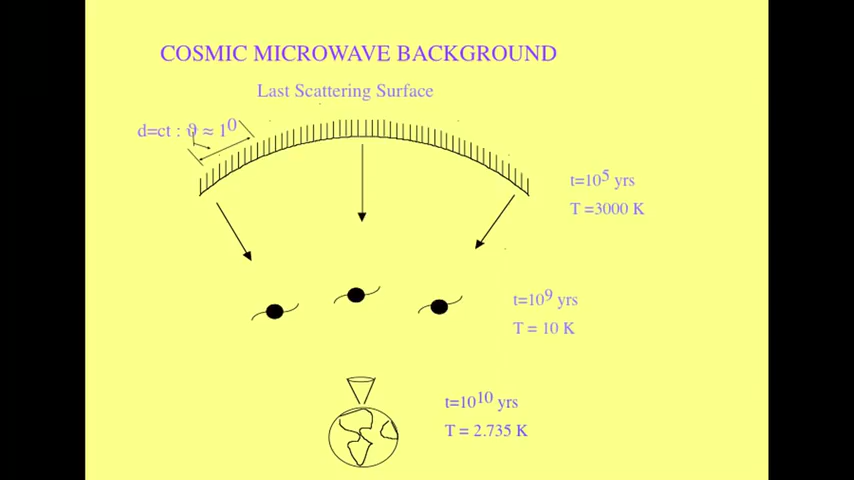 COSMIC MICROWAVE BACKGROUND
Last Scattering Surface
d=ct : ϑ ≈ 1⁰
t=10⁵ yrs
T =3000 K
t=10⁹ yrs
T = 10 K
t=10¹⁰ yrs
T = 2.735 K